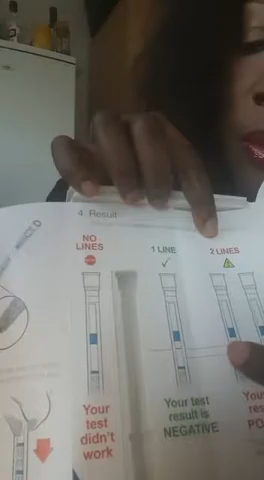 4 Result
NO
LINES
1 LINE
2 LINES
Your
test
didn't
work
Your test
result is
NEGATIVE